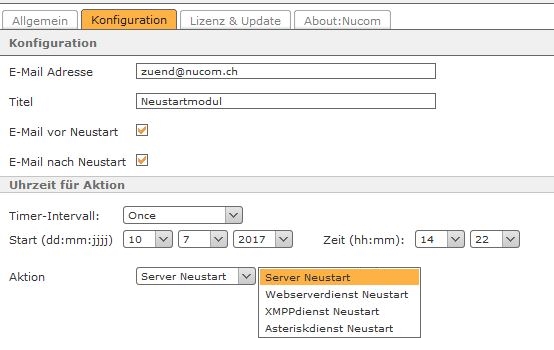 Allgemein Konfiguration Lizenz & Update About:Nucom
Konfiguration
E-Mail Adresse zuend@nucom.ch
Titel Neustartmodul
E-Mail vor Neustart
E-Mail nach Neustart
Uhrzeit für Aktion
Timer-Intervall: Once
Start (dd:mm:jjjj) 10 7 2017 Zeit (hh:mm): 14 22
Aktion Server Neustart Server Neustart
Webserverdienst Neustart
XMPPdienst Neustart
Asteriskdienst Neustart